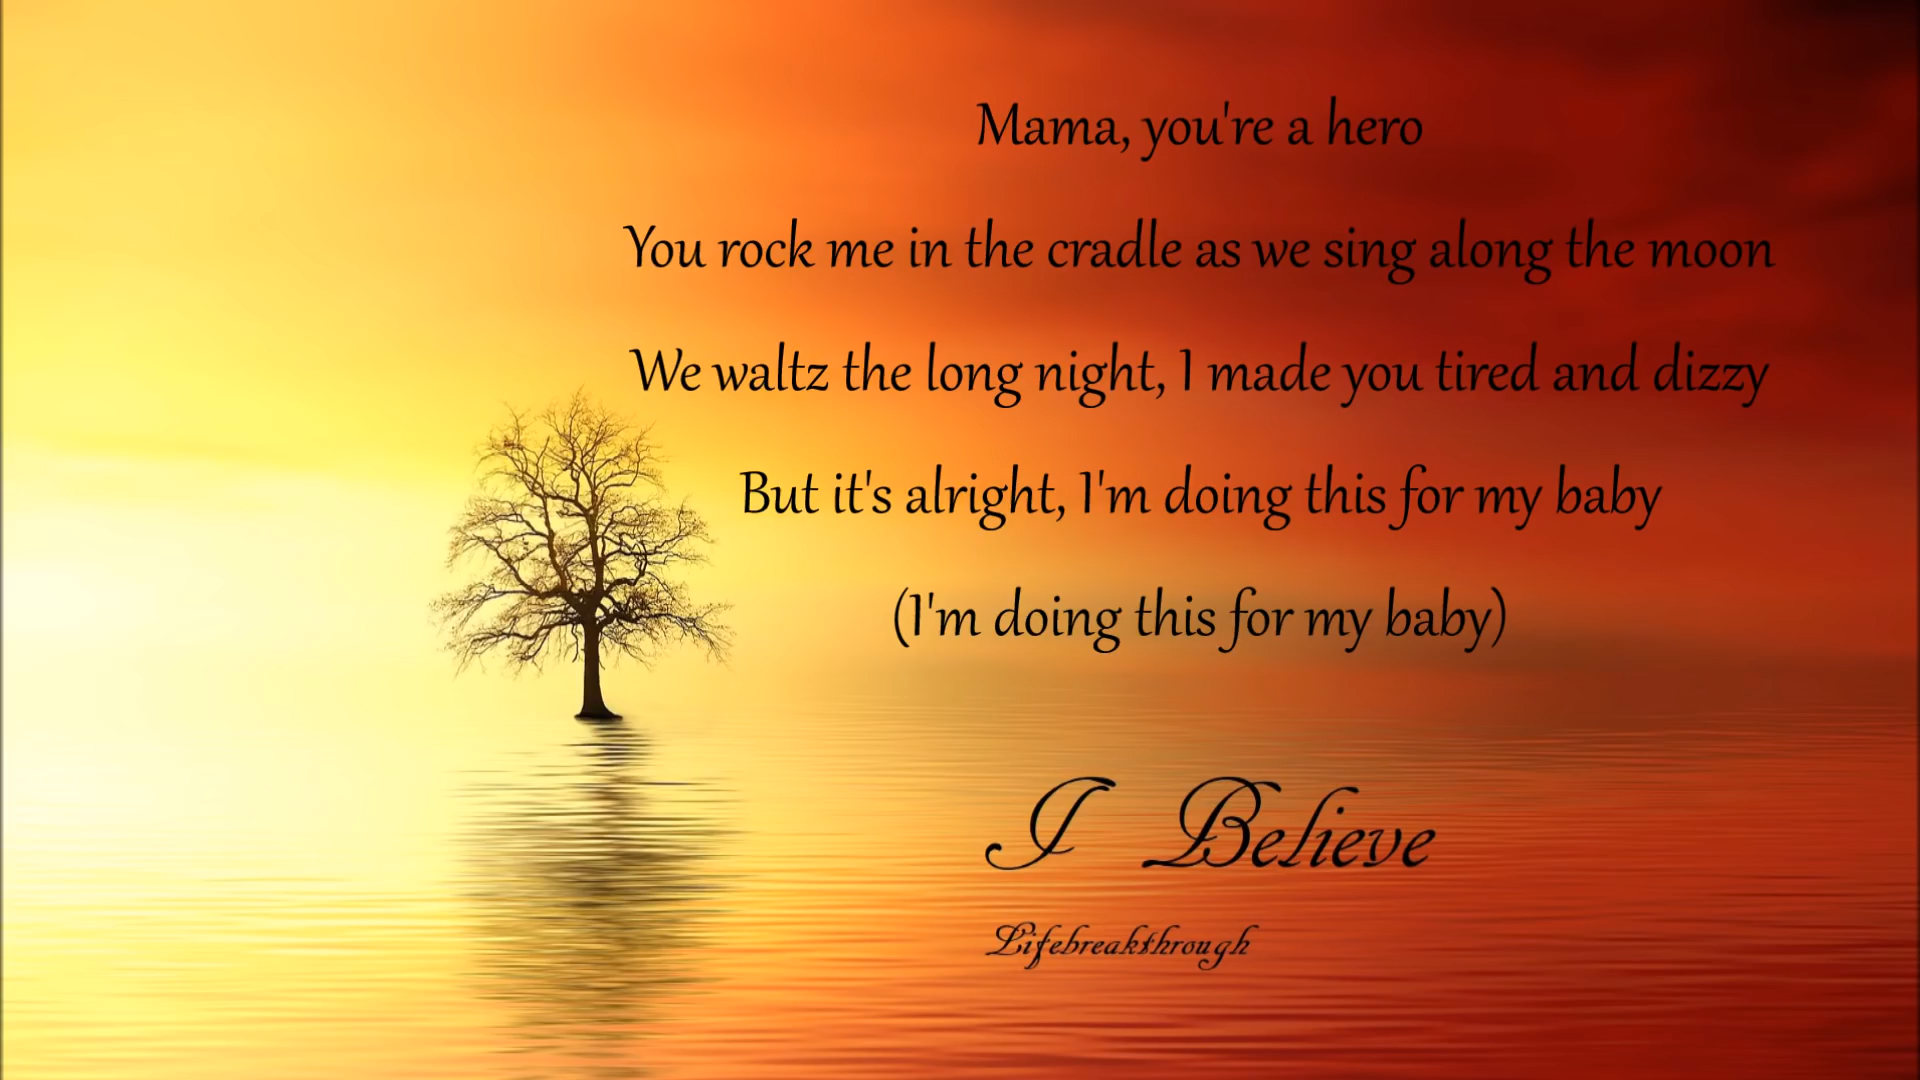 Mama, you're a hero
You rock me in the cradle as we sing along the moon
We waltz the long night, I made you tired and dizzy
But it's alright, I'm doing this for my baby
(I'm doing this for my baby)
I Believe
Lifebreakthrough